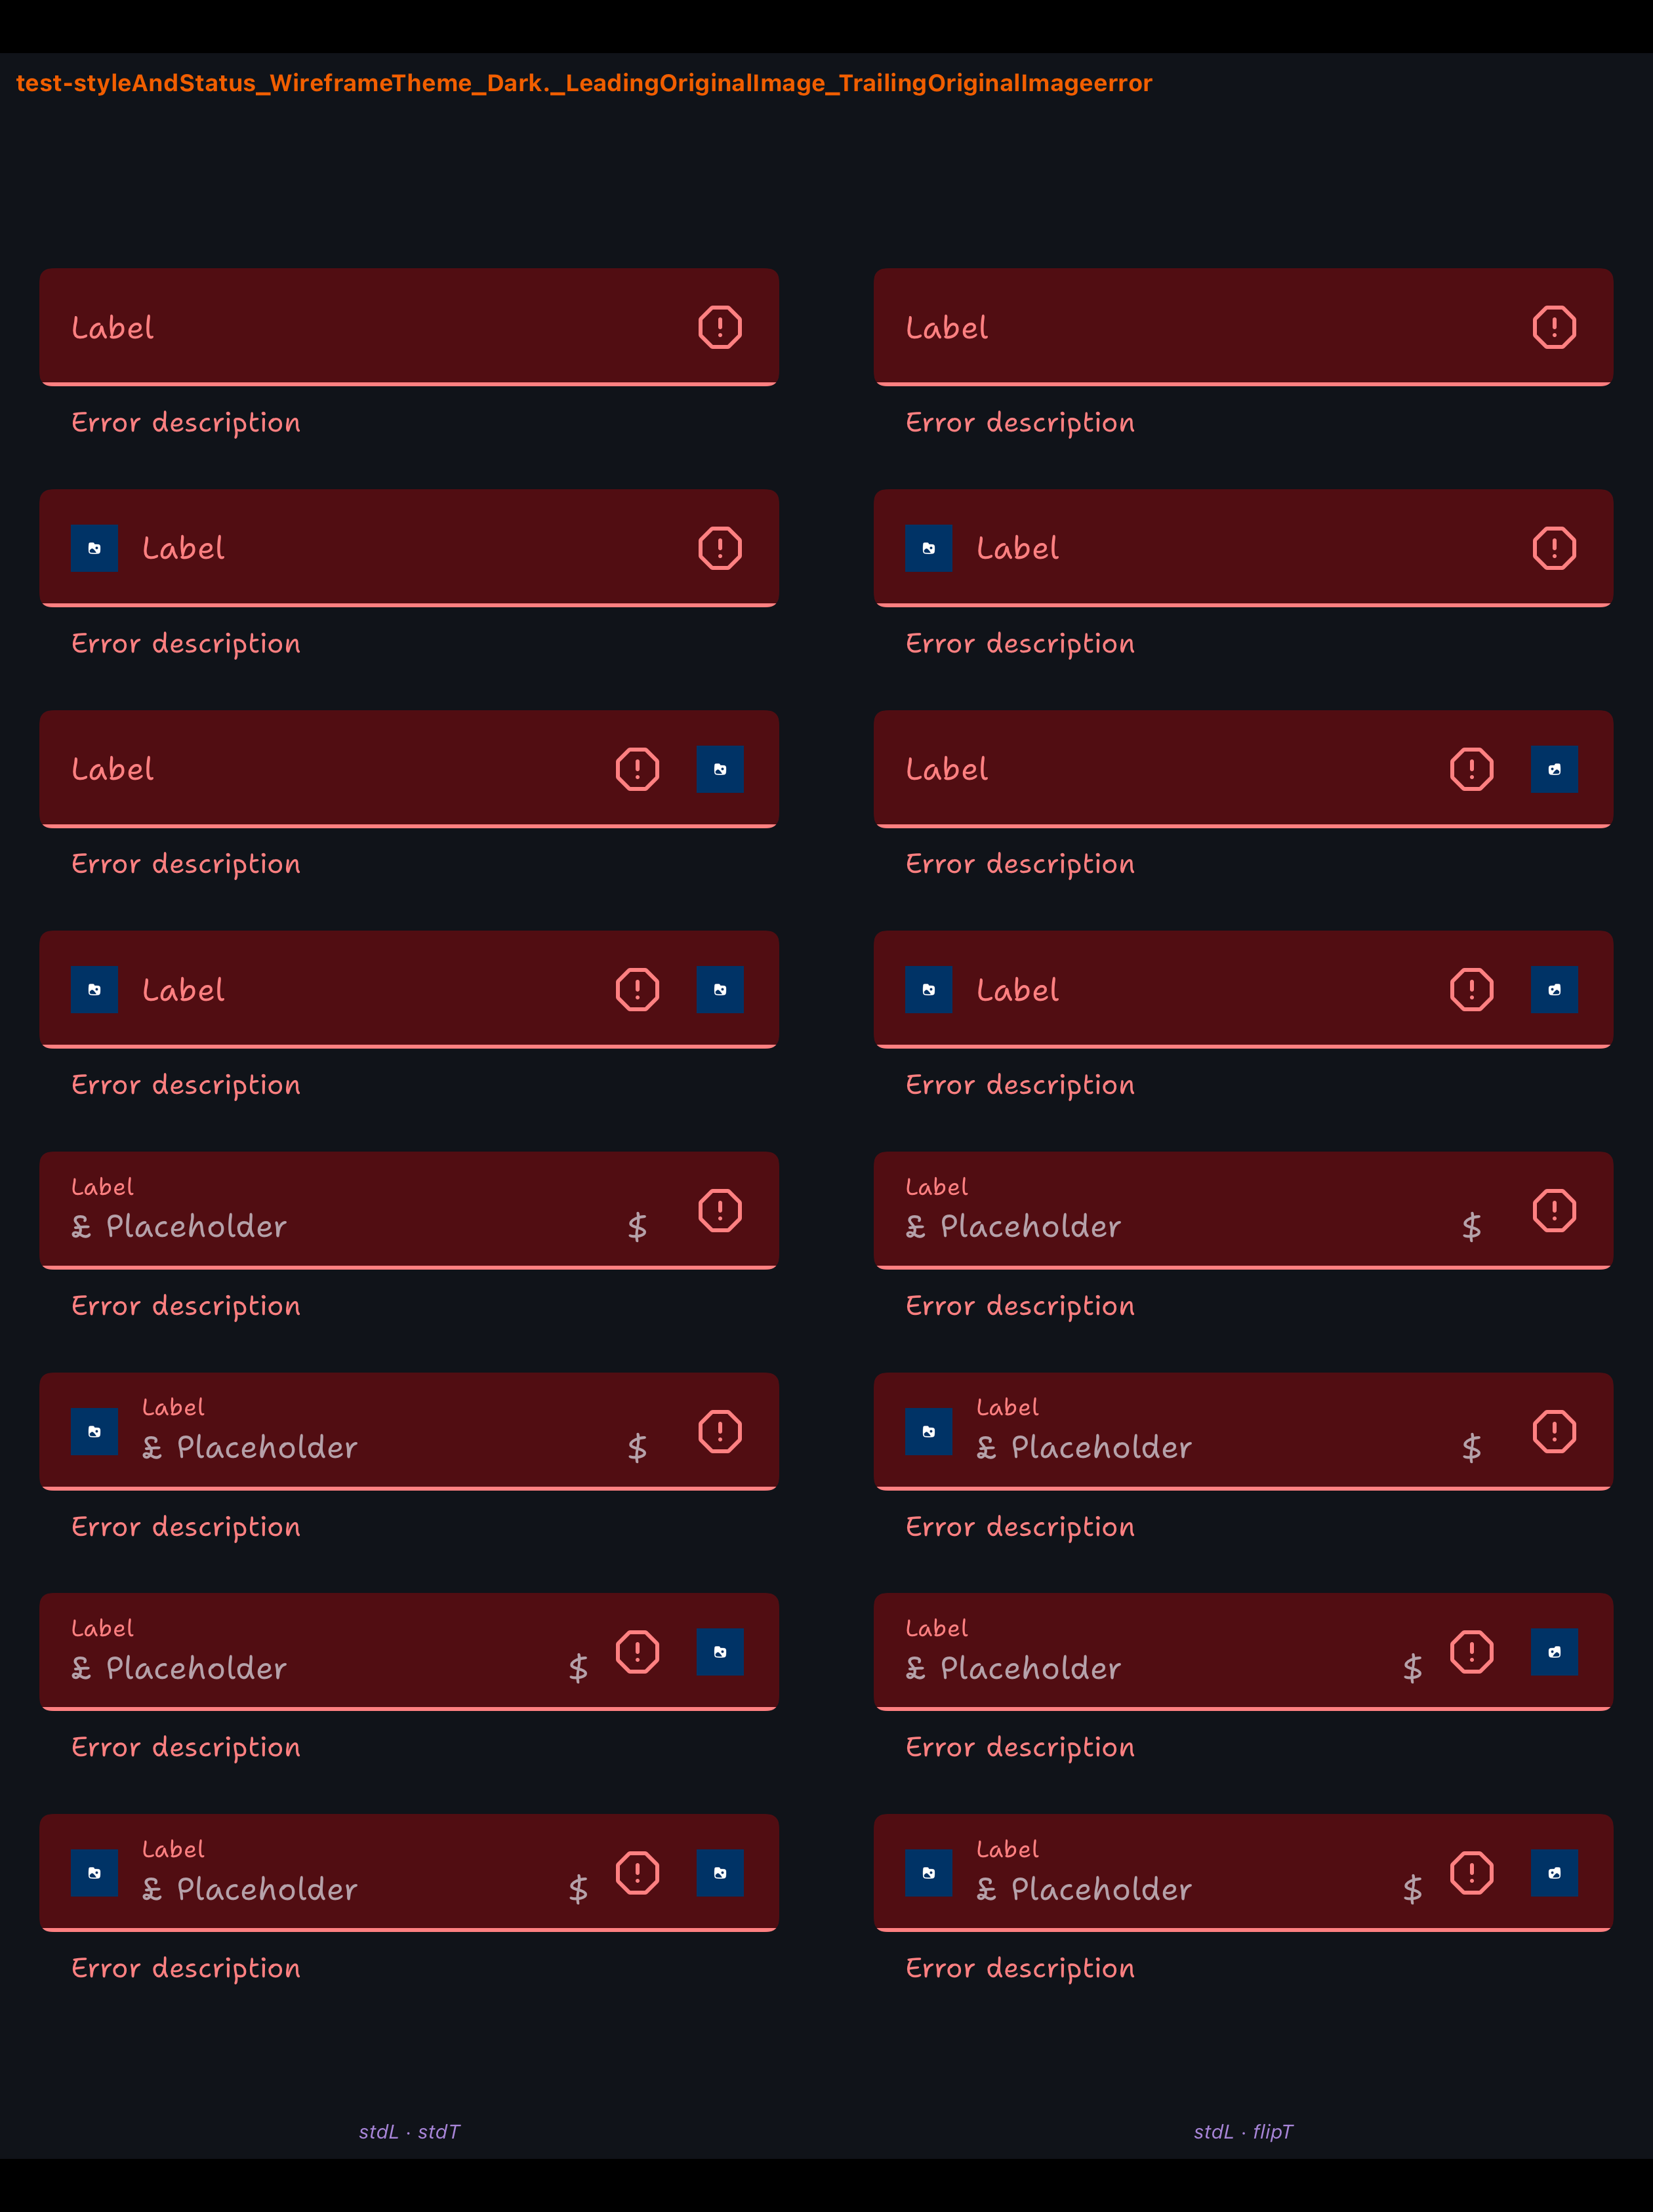 test-styleAndStatus_WireframeTheme_Dark._LeadingOriginalImage_TrailingOriginalImageerror
Label
Error description
Label
Error description
Label
Error description
Label
Error description
Label
£ Placeholder $
Error description
Label
£ Placeholder $
Error description
Label
£ Placeholder $
Error description
Label
£ Placeholder $
Error description
stdL · stdT
Label
Error description
Label
Error description
Label
Error description
Label
Error description
Label
£ Placeholder $
Error description
Label
£ Placeholder $
Error description
Label
£ Placeholder $
Error description
Label
£ Placeholder $
Error description
stdL · flipT